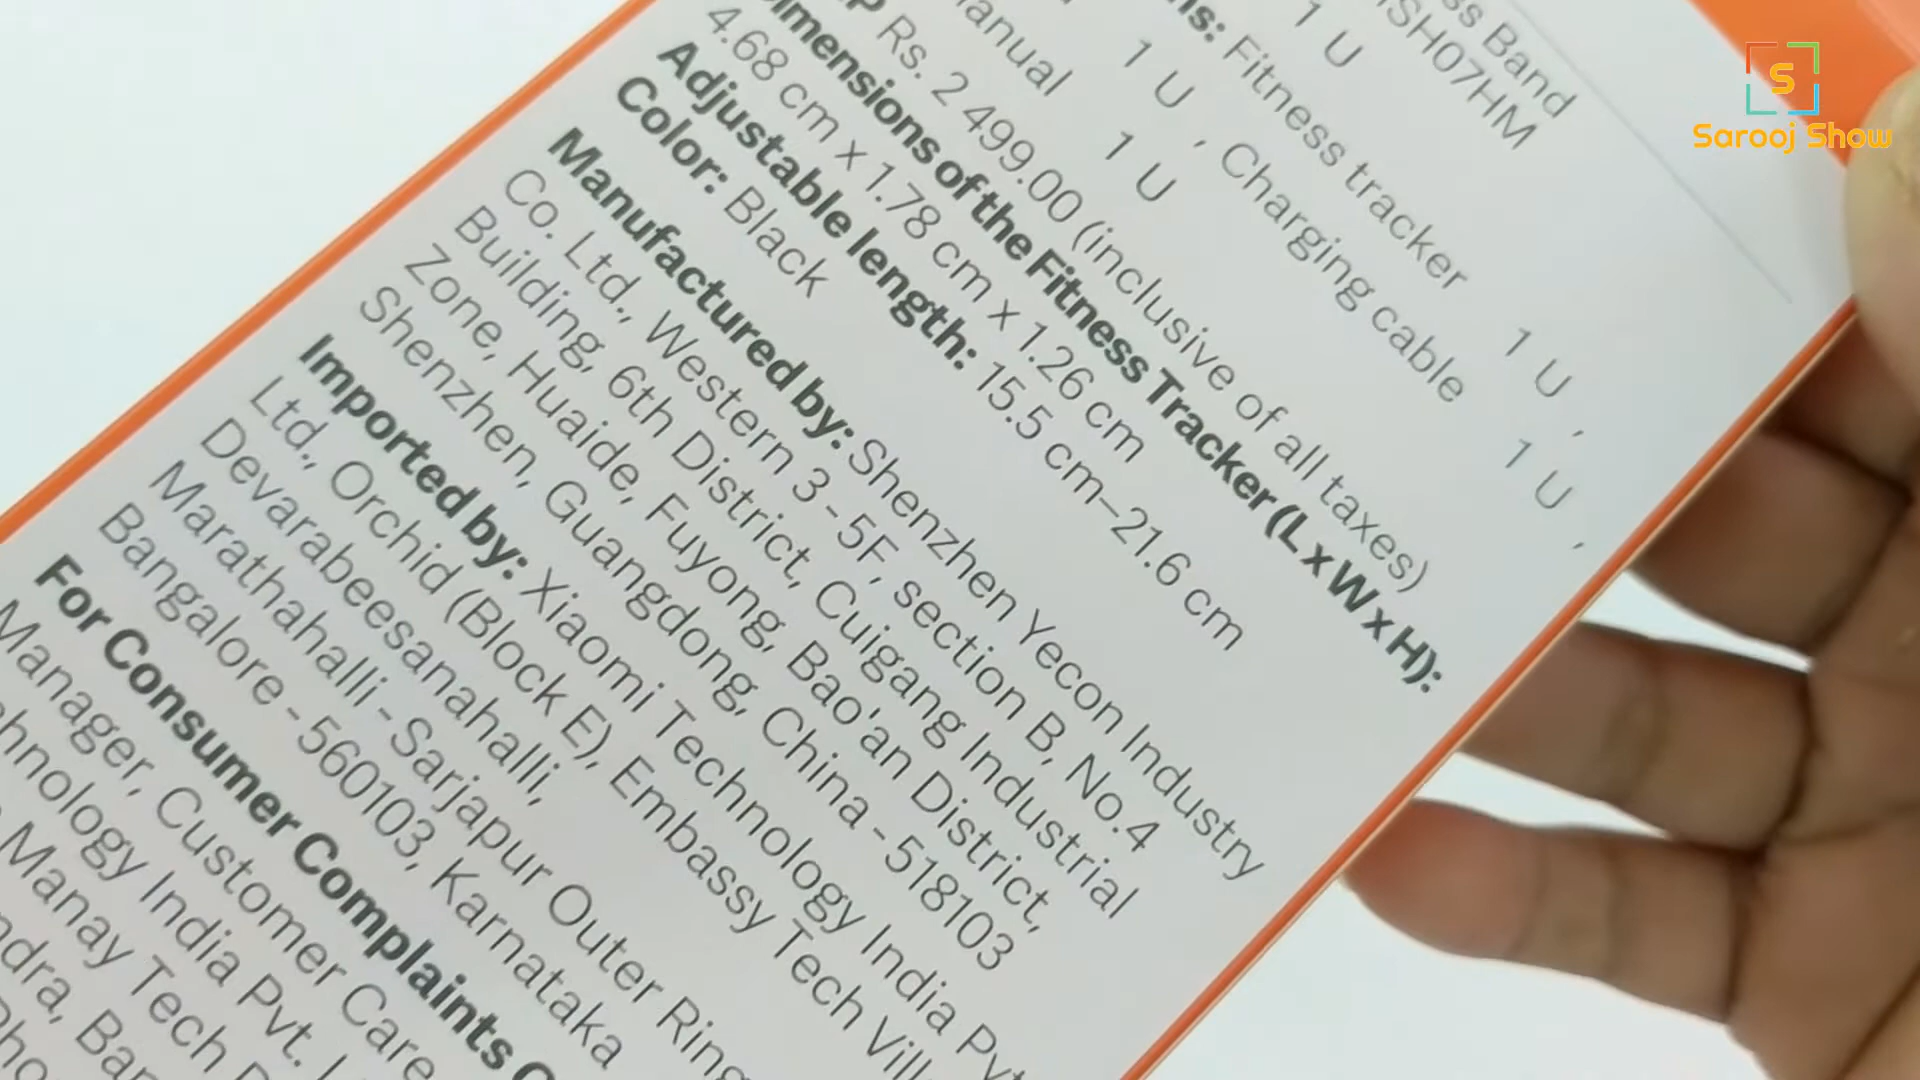 ss Band
SH07HM
1 U
ns: Fitness tracker 1 U ,
1 U , Charging cable 1 U ,
anual 1 U
P Rs. 2 499.00 (inclusive of all taxes)
imensions of the Fitness Tracker (L x W x H):
4.68 cm x 1.78 cm x 1.26 cm
Adjustable length: 15.5 cm–21.6 cm
Color: Black
Manufactured by: Shenzhen Yecon Industry
Co. Ltd., Western 3 - 5F, section B, No.4
Building, 6th District, Cuigang Industrial
Zone, Huaide, Fuyong, Bao'an District,
Shenzhen, Guangdong, China - 518103
Imported by: Xiaomi Technology India Pvt
Ltd., Orchid (Block E), Embassy Tech Vill
Devarabeesanahalli,
Marathahalli - Sarjapur Outer Ring
Bangalore - 560103, Karnataka
For Consumer Complaints
Manager, Customer Care
chnology India Pvt.
Manay Tech
ndra, Ban
S
Sarooj Show